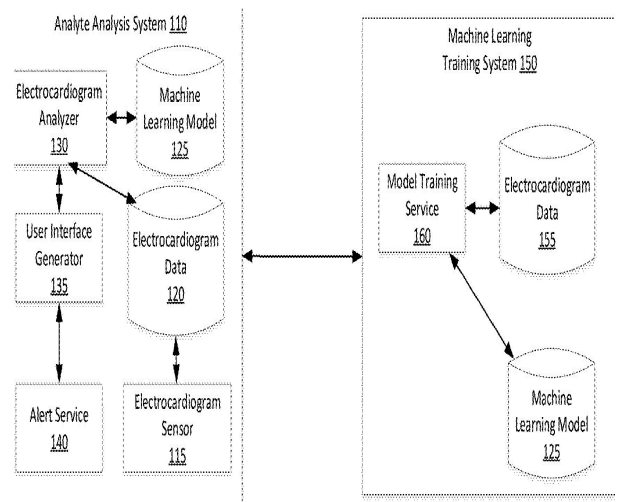 Analyte Analysis System 110
Electrocardiogram
Analyzer
130
Machine
Learning Model
125
User Interface
Generator
135
Electrocardiogram
Data
120
Alert Service
140
Electrocardiogram
Sensor
115
Machine Learning
Training System 150
Model Training
Service
160
Electrocardiogram
Data
155
Machine
Learning Model
125